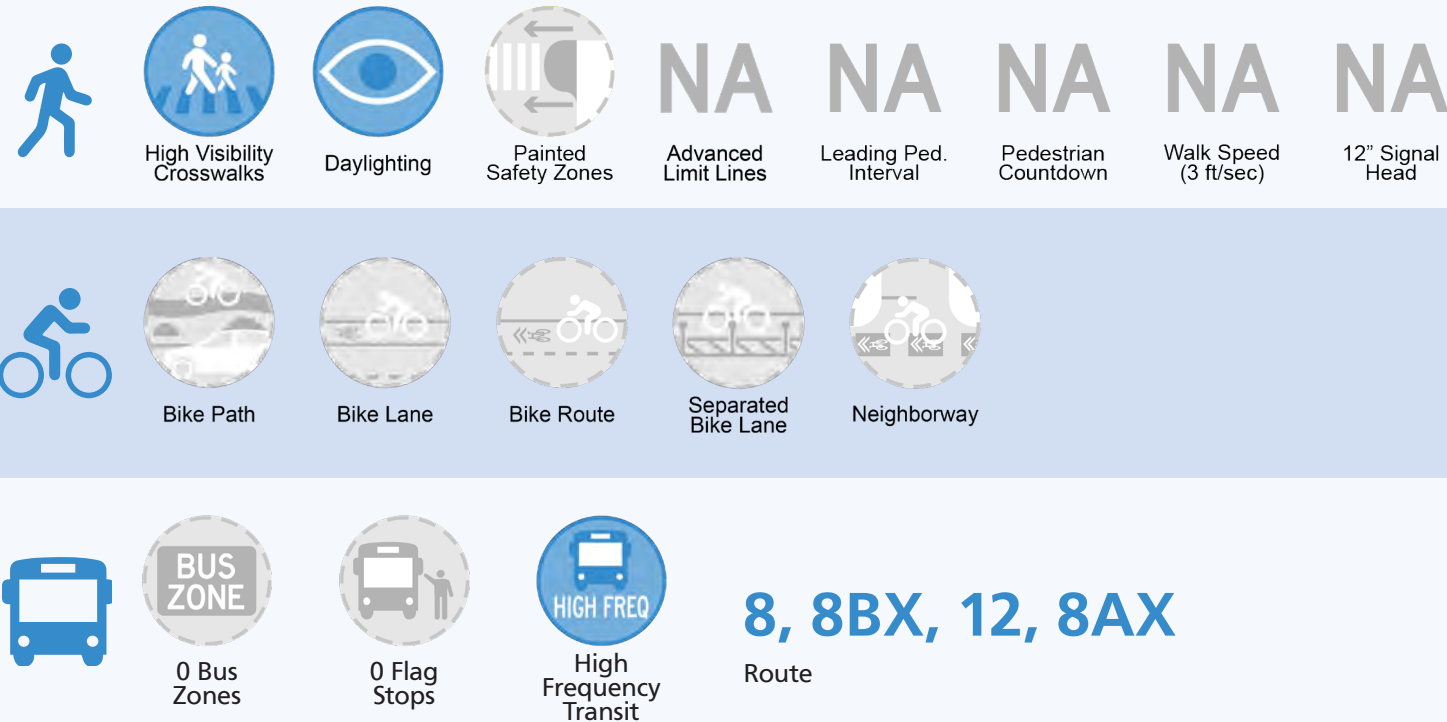 NA NA NA NA NA
High Visibility
Crosswalks
Daylighting
Painted
Safety Zones
Advanced
Limit Lines
Leading Ped.
Interval
Pedestrian
Countdown
Walk Speed
(3 ft/sec)
12” Signal
Head
Bike Path
Bike Lane
Bike Route
Separated
Bike Lane
Neighborway
BUS
ZONE
0 Bus
Zones
0 Flag
Stops
HIGH FREQ
High
Frequency
Transit
8, 8BX, 12, 8AX
Route